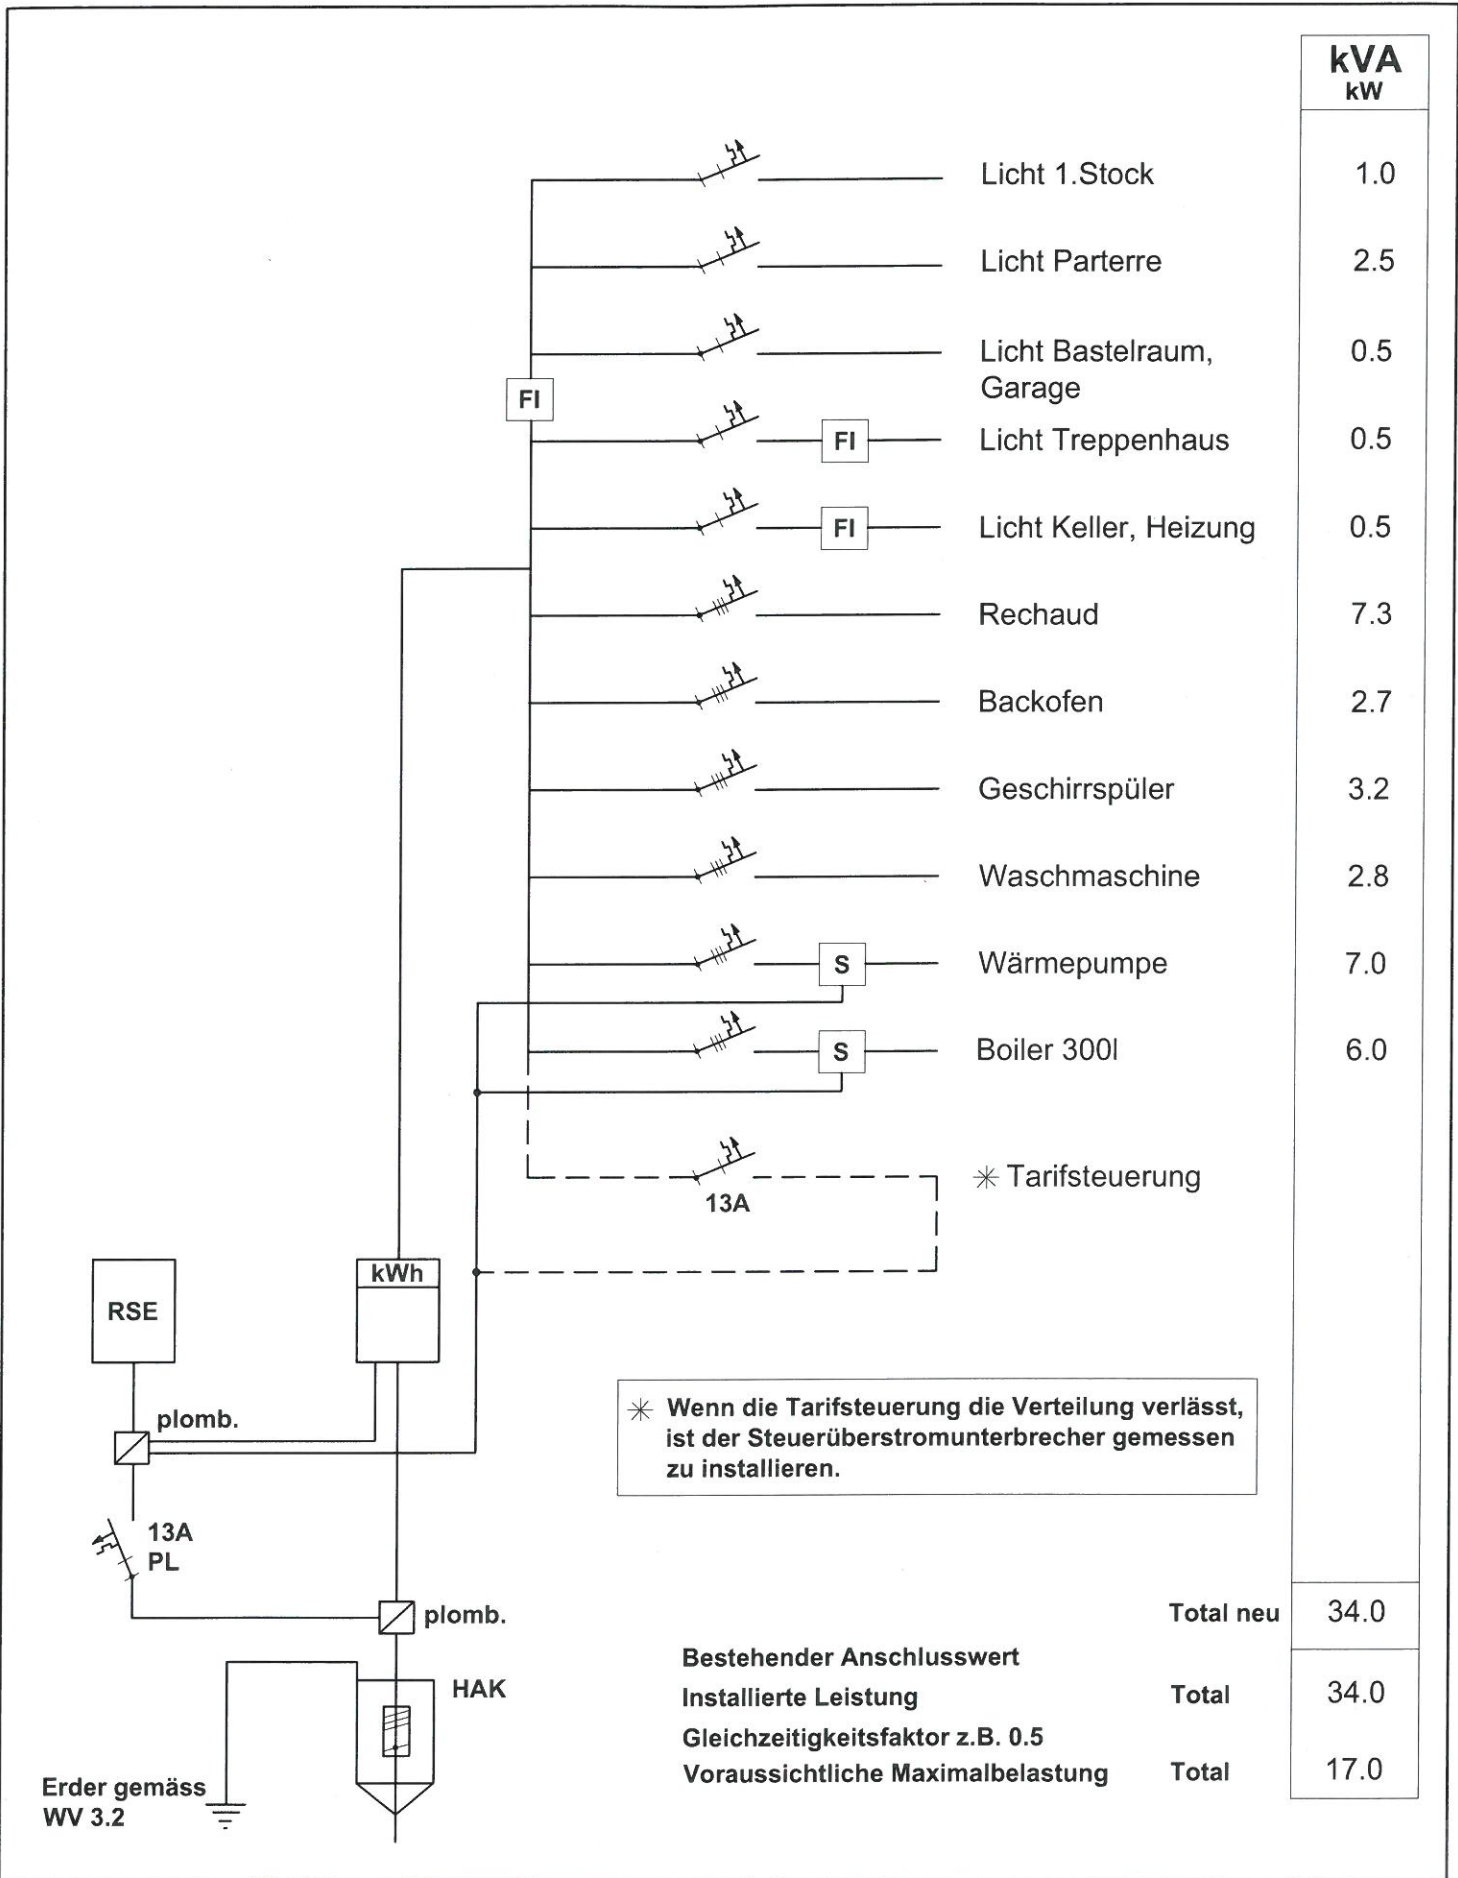 kVA
kW
Licht 1.Stock 1.0
Licht Parterre 2.5
Licht Bastelraum, 0.5
Garage
FI
FI Licht Treppenhaus 0.5
FI Licht Keller, Heizung 0.5
Rechaud 7.3
Backofen 2.7
Geschirrspüler 3.2
Waschmaschine 2.8
S Wärmepumpe 7.0
S Boiler 300l 6.0
✳ Tarifsteuerung
13A
kWh
RSE
✳ Wenn die Tarifsteuerung die Verteilung verlässt,
ist der Steuerüberstromunterbrecher gemessen
zu installieren.
plomb.
13A
PL
plomb.
Total neu 34.0
Bestehender Anschlusswert
HAK
Installierte Leistung Total 34.0
Gleichzeitigkeitsfaktor z.B. 0.5
Voraussichtliche Maximalbelastung Total 17.0
Erder gemäss
WV 3.2